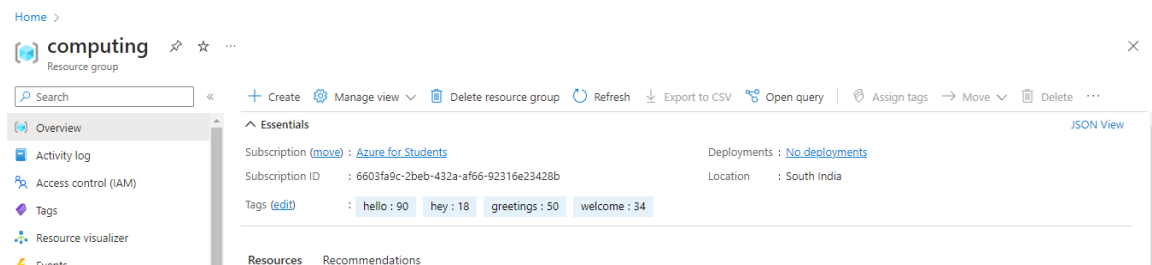 Home >
computing ...
Resource group
Search «
+ Create Manage view Delete resource group Refresh Export to CSV Open query Assign tags Move Delete ...
Overview
Activity log
Access control (IAM)
Tags
Resource visualizer
Events
Essentials JSON View
Subscription (move) : Azure for Students Deployments : No deployments
Subscription ID : 6603fa9c-2beb-432a-af66-92316e23428b Location : South India
Tags (edit) : hello : 90 hey : 18 greetings : 50 welcome : 34
Resources Recommendations